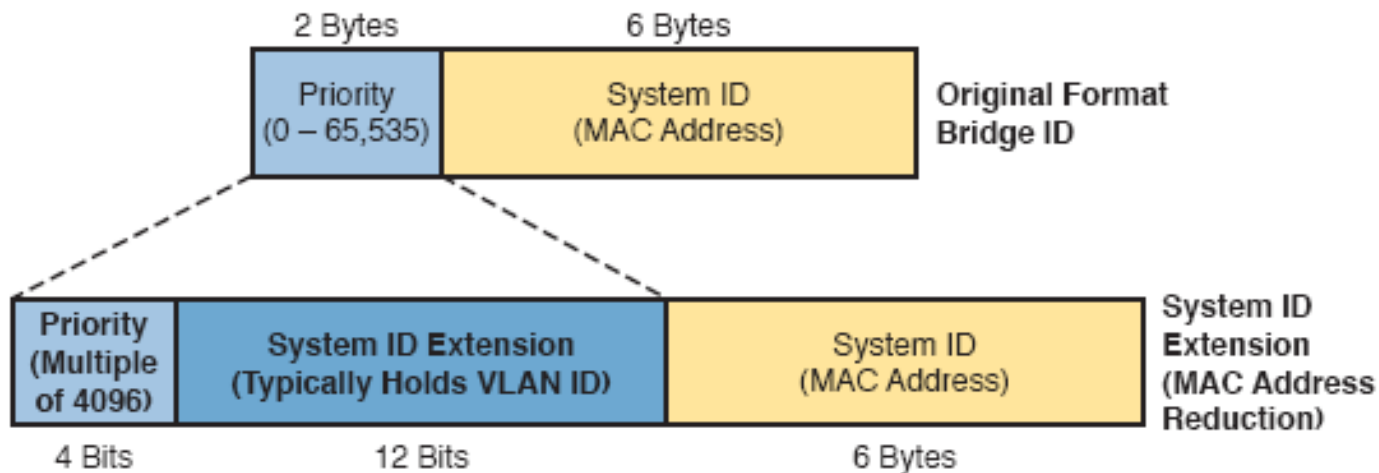 2 Bytes
6 Bytes
Priority
(0 – 65,535)
System ID
(MAC Address)
Original Format
Bridge ID
Priority
(Multiple
of 4096)
System ID Extension
(Typically Holds VLAN ID)
System ID
(MAC Address)
System ID
Extension
(MAC Address
Reduction)
4 Bits
12 Bits
6 Bytes